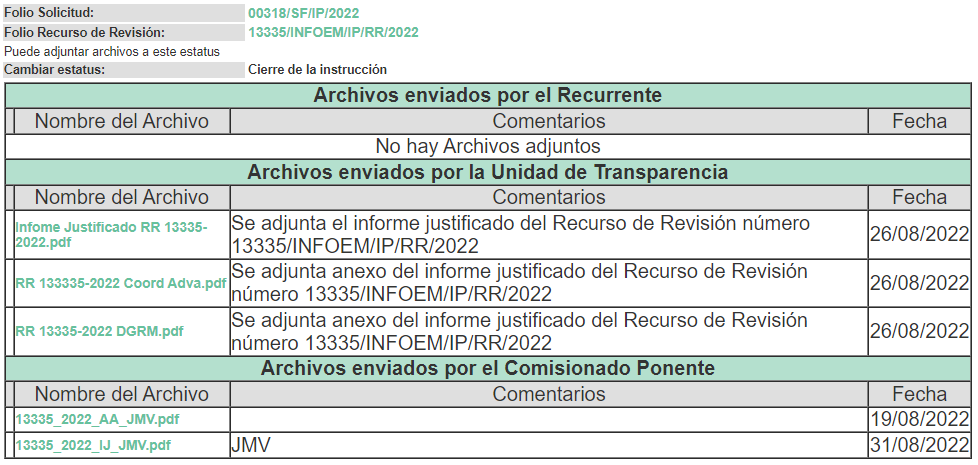 Folio Solicitud: 00318/SF/IP/2022
Folio Recurso de Revisión: 13335/INFOEM/IP/RR/2022
Puede adjuntar archivos a este estatus
Cambiar estatus: Cierre de la instrucción
Archivos enviados por el Recurrente
Nombre del Archivo Comentarios Fecha
No hay Archivos adjuntos
Archivos enviados por la Unidad de Transparencia
Nombre del Archivo Comentarios Fecha
Infome Justificado RR 13335-
2022.pdf
Se adjunta el informe justificado del Recurso de Revisión número
13335/INFOEM/IP/RR/2022
26/08/2022
RR 133335-2022 Coord Adva.pdf
Se adjunta anexo del informe justificado del Recurso de Revisión
número 13335/INFOEM/IP/RR/2022
26/08/2022
RR 13335-2022 DGRM.pdf
Se adjunta anexo del informe justificado del Recurso de Revisión
número 13335/INFOEM/IP/RR/2022
26/08/2022
Archivos enviados por el Comisionado Ponente
Nombre del Archivo Comentarios Fecha
13335_2022_AA_JMV.pdf 19/08/2022
13335_2022_IJ_JMV.pdf JMV 31/08/2022